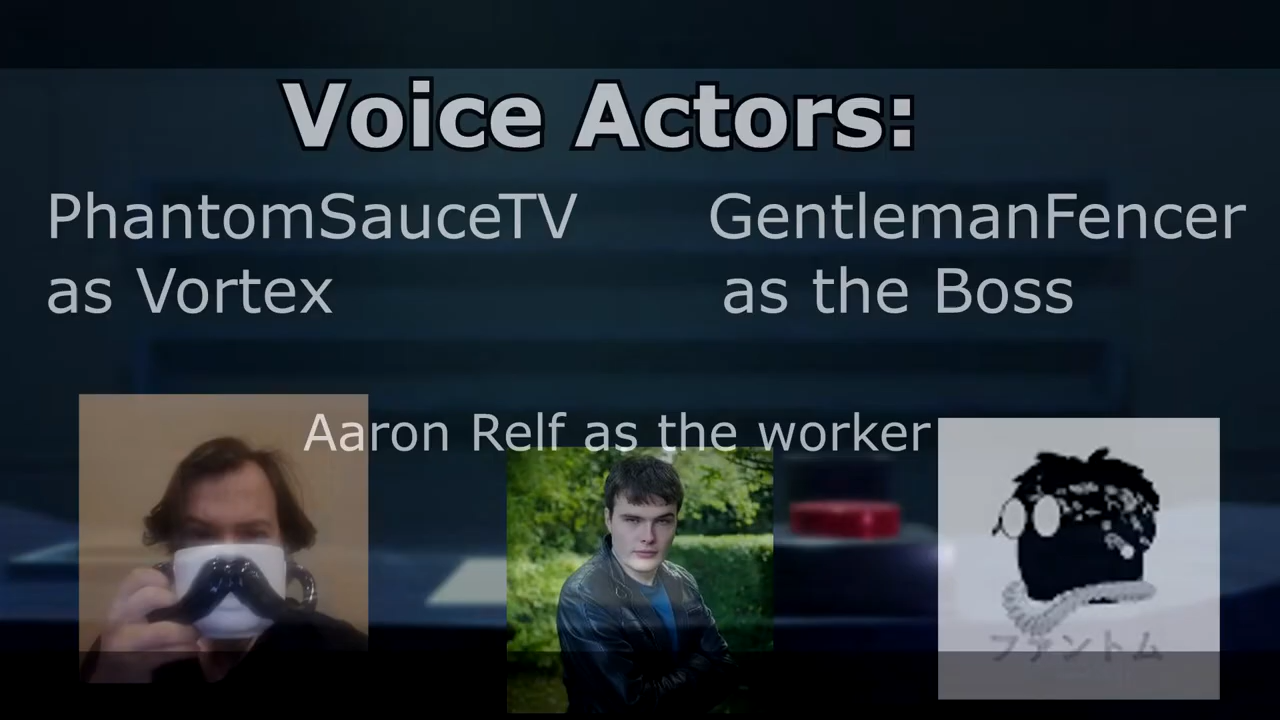 Voice Actors:
PhantomSauceTV
as Vortex
GentlemanFencer
as the Boss
Aaron Relf as the worker
ファントム